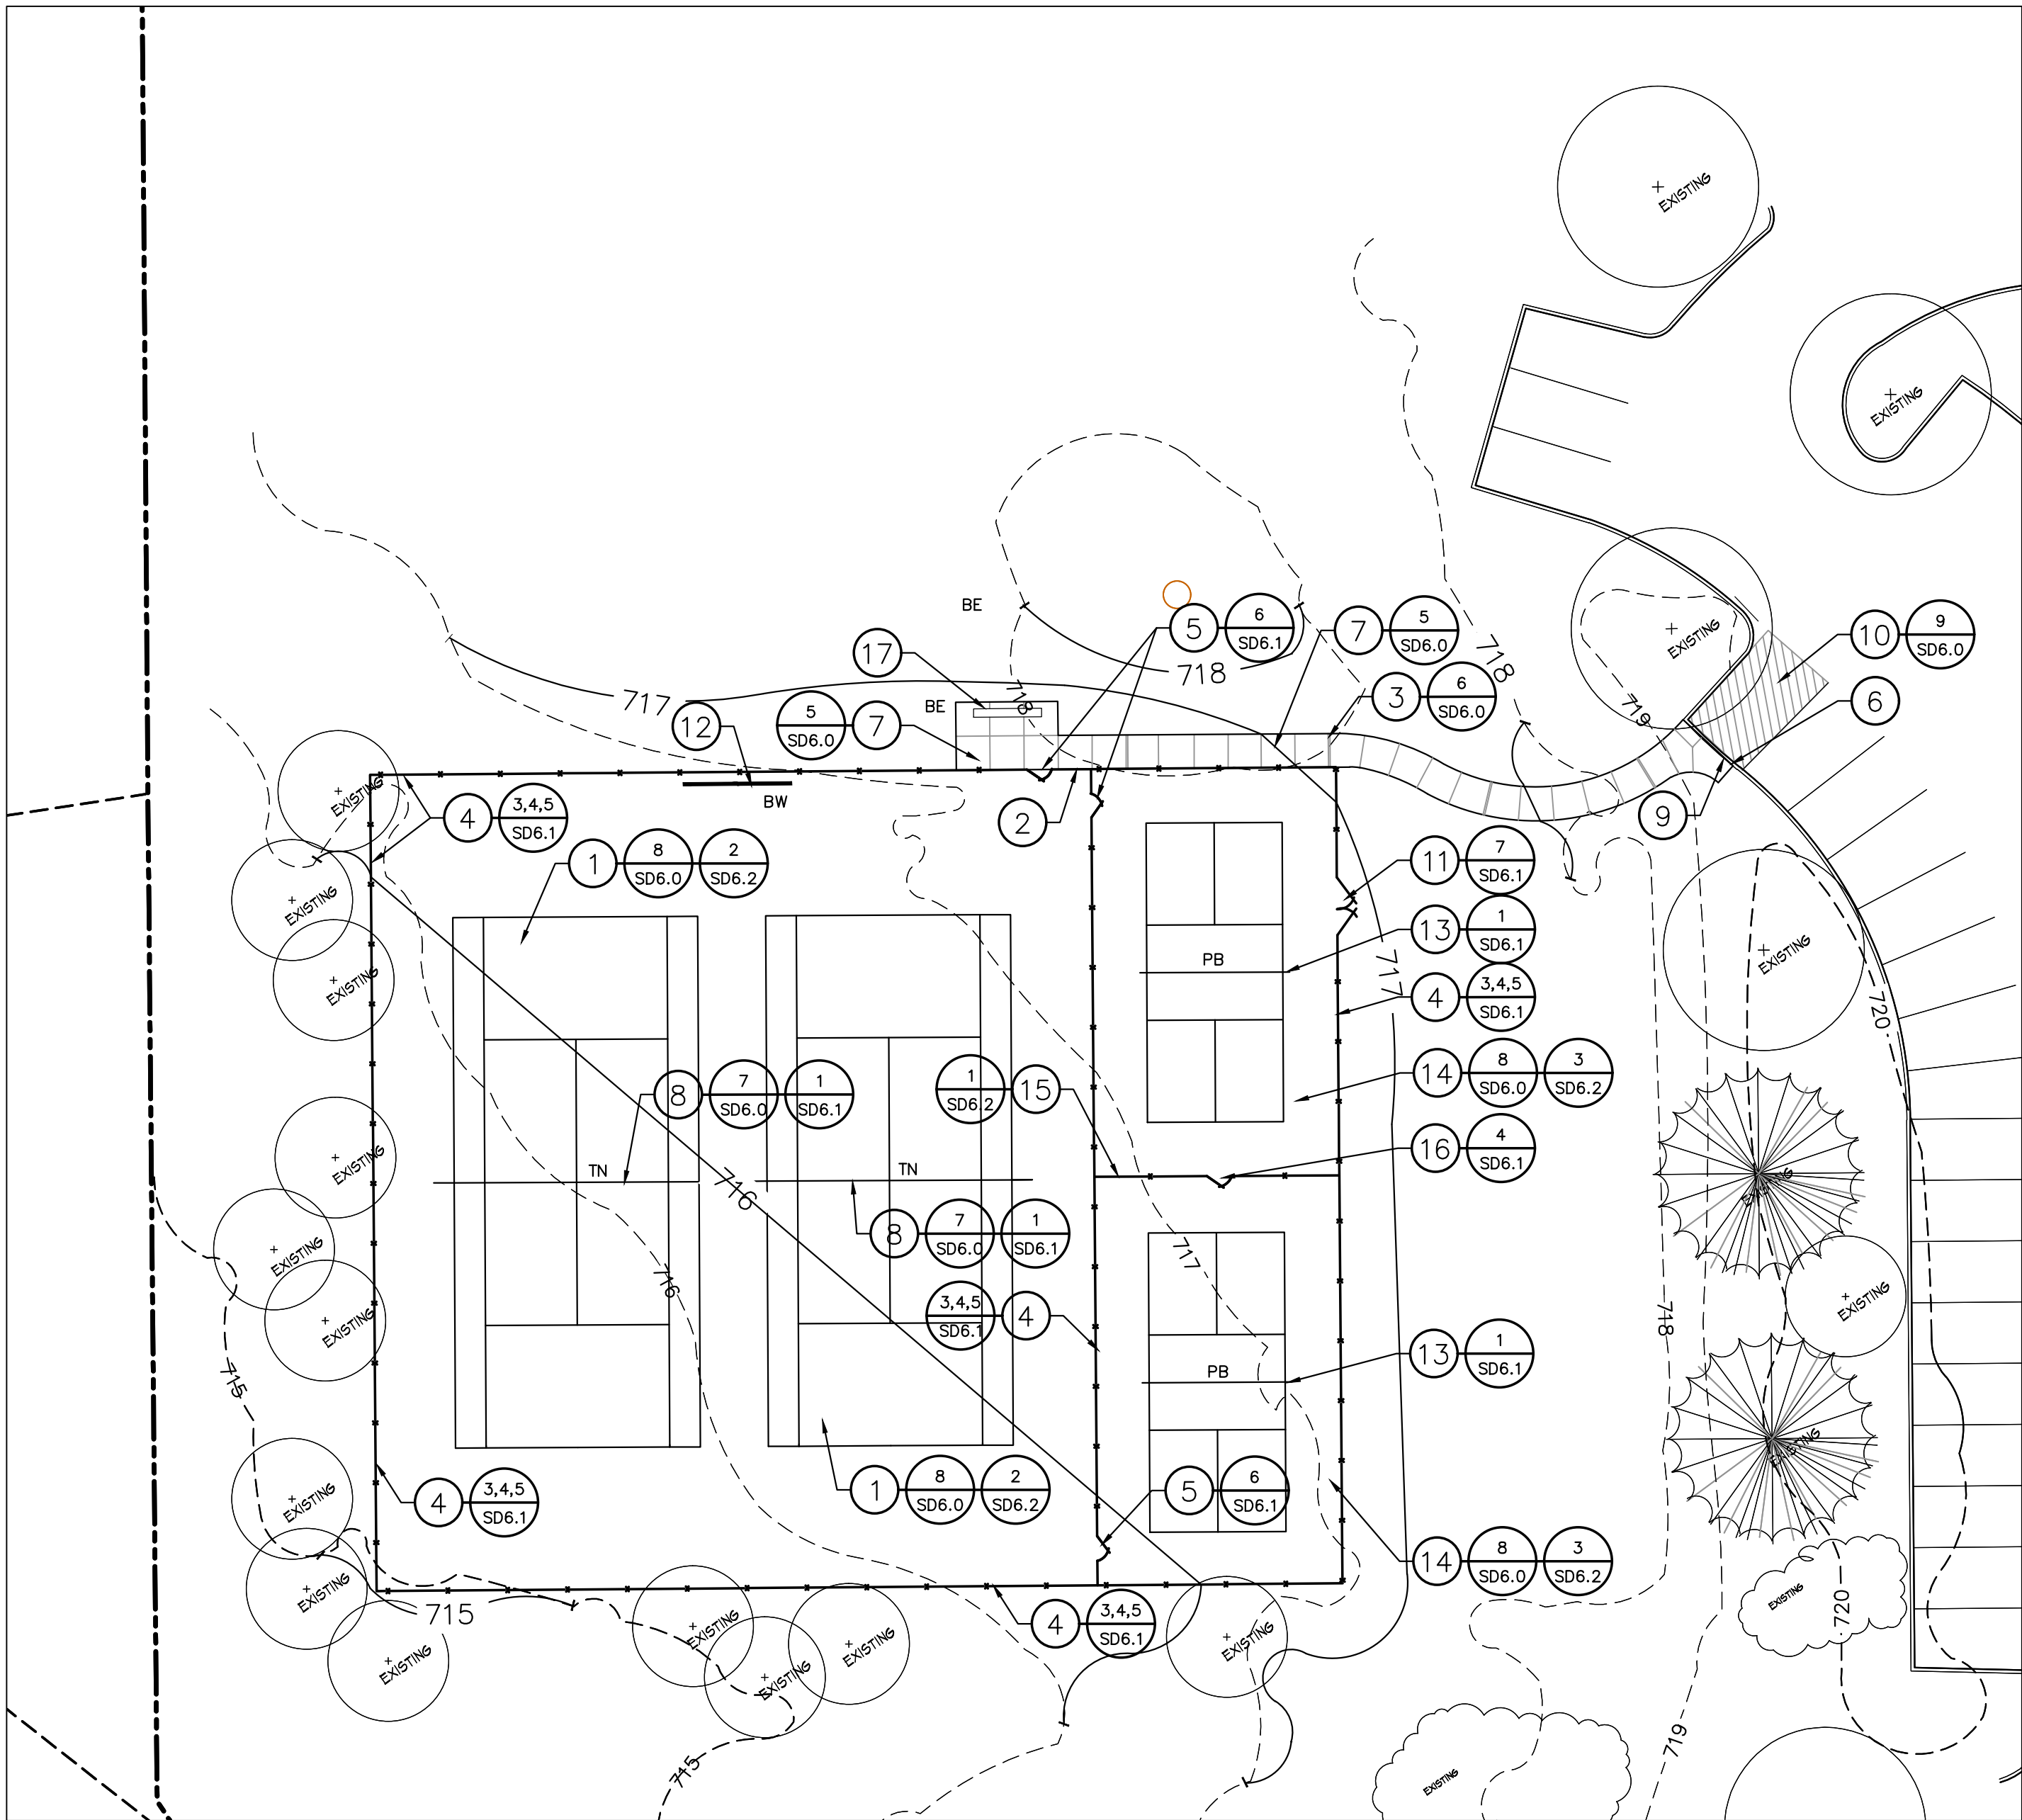 EXISTING
EXISTING
BE
5
6
SD6.1
7
5
SD6.0
EXISTING
10
9
SD6.0
17
718
718
717
718
BE
3
6
SD6.0
719
6
12
5
SD6.0
7
EXISTING
BW
4
3,4,5
SD6.1
2
9
1
8
SD6.0
2
SD6.2
11
7
SD6.1
EXISTING
13
1
SD6.1
PB
EXISTING
EXISTING
717
4
3,4,5
SD6.1
720
8
7
SD6.0
1
SD6.1
1
SD6.2
15
14
8
SD6.0
3
SD6.2
16
4
SD6.1
EXISTING
TN
TN
716
EXISTING
8
7
SD6.0
1
SD6.1
EXISTING
717
716
EXISTING
3,4,5
SD6.1
4
EXISTING
718
13
1
SD6.1
PB
715
EXISTING
4
3,4,5
SD6.1
1
8
SD6.0
2
SD6.2
5
6
SD6.1
EXISTING
14
8
SD6.0
3
SD6.2
EXISTING
715
4
3,4,5
SD6.1
EXISTING
720
EXISTING
EXISTING
EXISTING
EXISTING
EXISTING
715
719
EXISTING